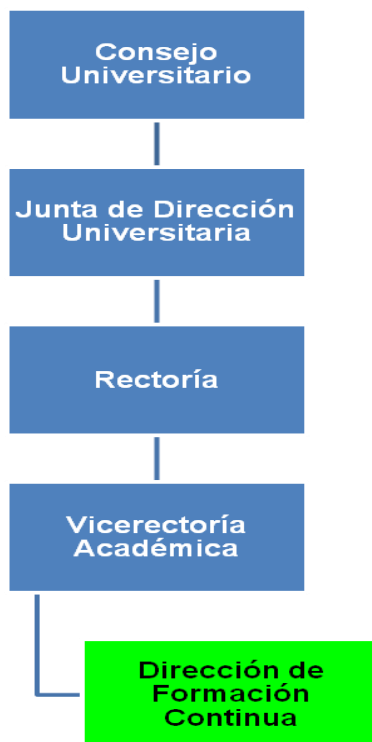 Consejo
Universitario
Junta de Dirección
Universitaria
Rectoría
Vicerectoría
Académica
Dirección de
Formación
Continua